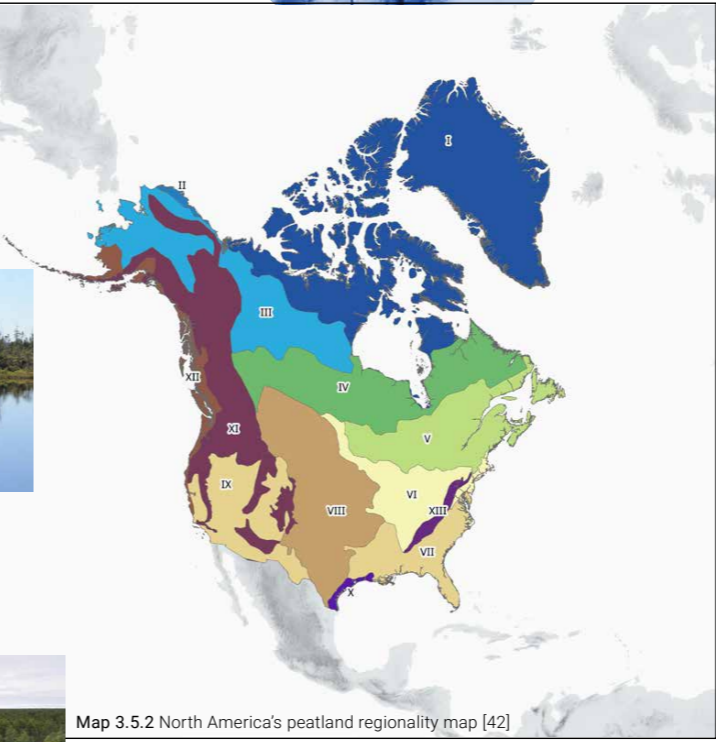 I
II
III
XII
IV
XI
V
IX
VI
VIII
XIII
VII
X
Map 3.5.2 North America's peatland regionality map [42]